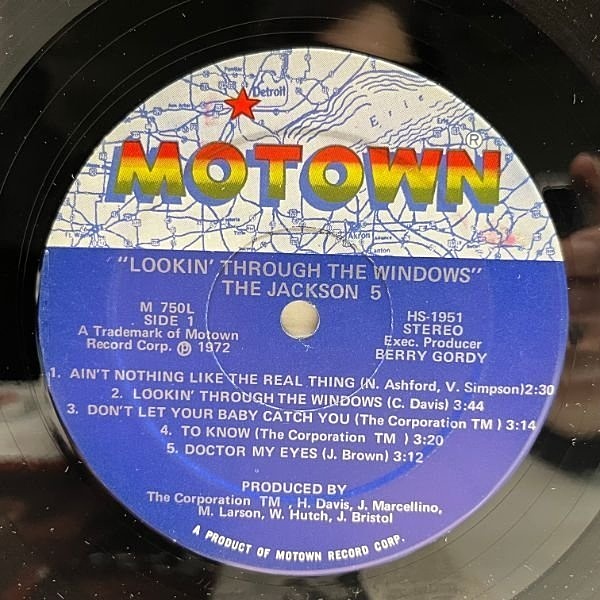 Detroit
Erie
MOTOWN®
Akron
Canton
"LOOKIN' THROUGH THE WINDOWS"
THE JACKSON 5
M 750L
SIDE 1
A Trademark of Motown
Record Corp. ℗ 1972
HS-1951
STEREO
Exec. Producer
BERRY GORDY
1. AIN'T NOTHING LIKE THE REAL THING (N. Ashford, V. Simpson)2:30
2. LOOKIN' THROUGH THE WINDOWS (C. Davis) 3:44
3. DON'T LET YOUR BABY CATCH YOU (The Corporation TM ) 3:14
4. TO KNOW (The Corporation TM ) 3:20
5. DOCTOR MY EYES (J. Brown) 3:12
PRODUCED BY
The Corporation TM , H. Davis, J. Marcellino,
M. Larson, W. Hutch, J. Bristol
A PRODUCT OF MOTOWN RECORD CORP.